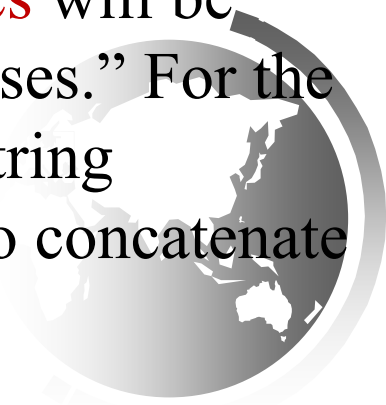 es will be
ses.” For the
tring
o concatenate